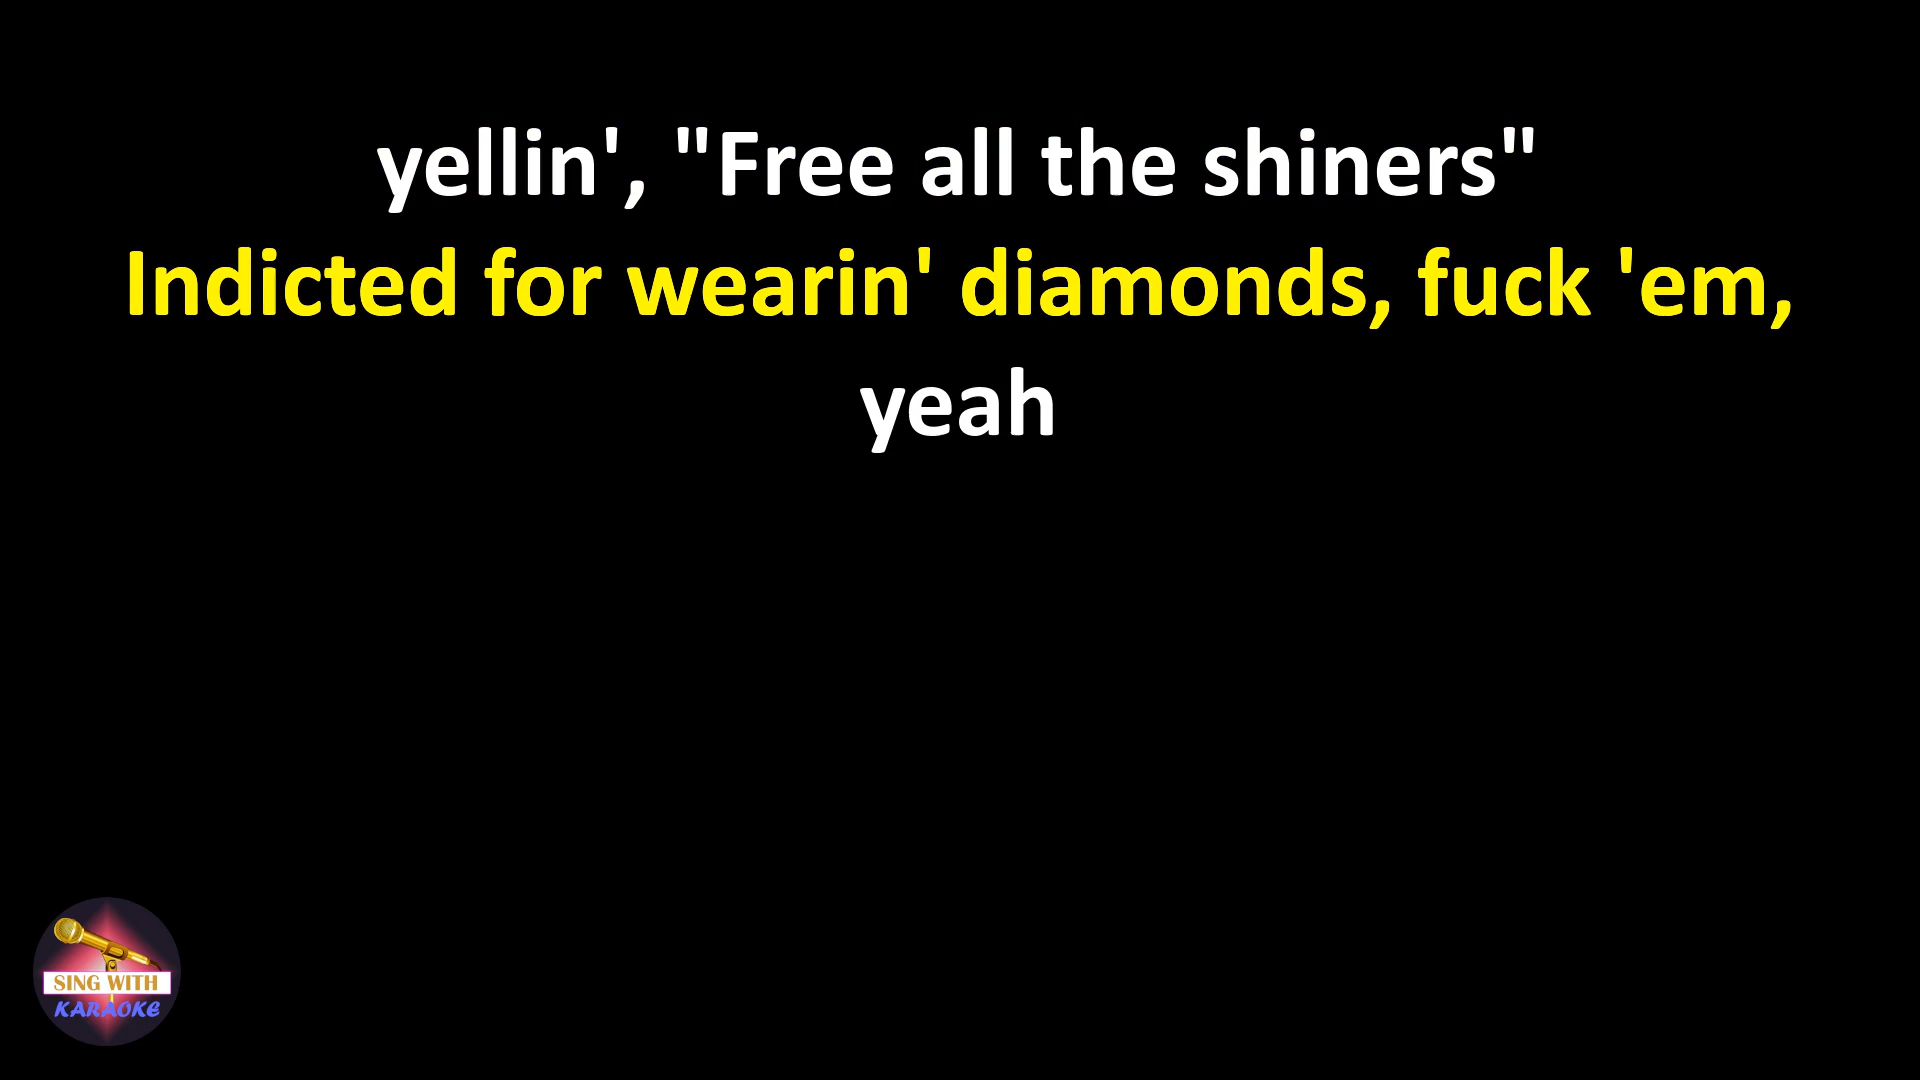 yellin', "Free all the shiners"
Indicted for wearin' diamonds, fuck 'em,
yeah
SING WITH
KARAOKE